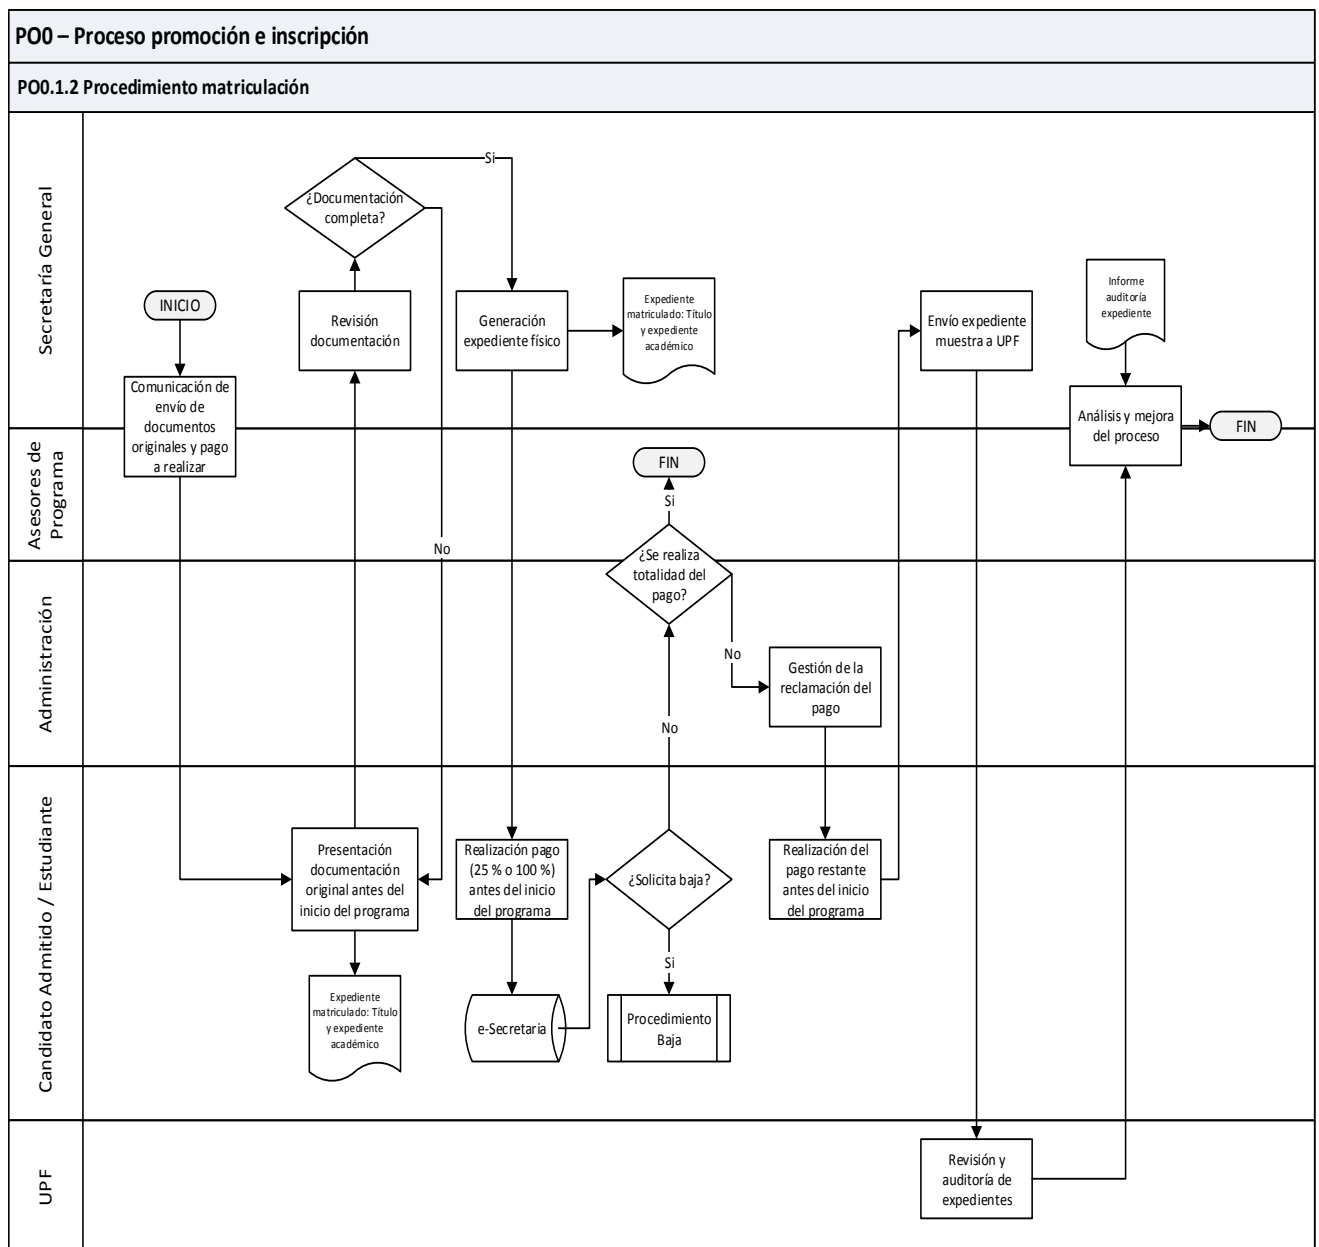 PO0 – Proceso promoción e inscripción
PO0.1.2 Procedimiento matriculación
Secretaría General
INICIO
Comunicación de
envío de
documentos
originales y pago
a realizar
¿Documentación
completa?
Si
No
Revisión
documentación
Generación
expediente físico
Expediente
matriculado: Título
y expediente
académico
Envío expediente
muestra a UPF
Informe
auditoría
expediente
Análisis y mejora
del proceso
FIN
Asesores de
Programa
FIN
Si
¿Se realiza
totalidad del
pago?
No
Administración
Gestión de la
reclamación del
pago
No
Candidato Admitido / Estudiante
Presentación
documentación
original antes del
inicio del programa
Expediente
matriculado: Título
y expediente
académico
Realización pago
(25 % o 100 %)
antes del inicio
del programa
e-Secretaria
¿Solicita baja?
Si
Procedimiento
Baja
Realización del
pago restante
antes del inicio
del programa
UPF
Revisión y
auditoría de
expedientes